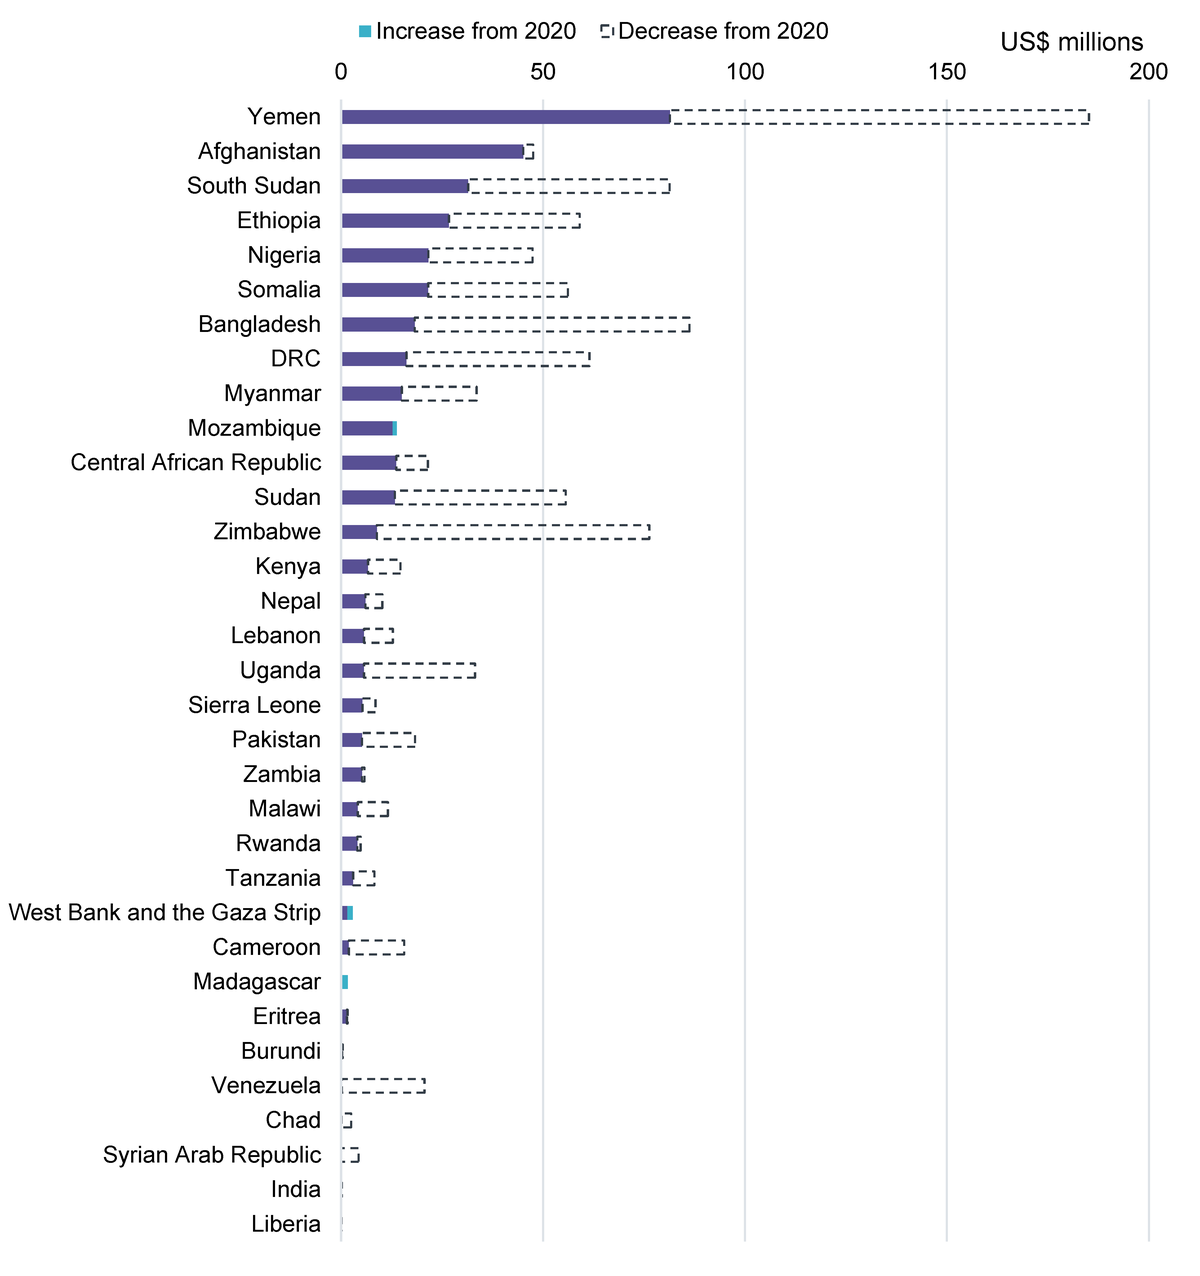 Increase from 2020 Decrease from 2020
US$ millions
0 50 100 150 200
Yemen
Afghanistan
South Sudan
Ethiopia
Nigeria
Somalia
Bangladesh
DRC
Myanmar
Mozambique
Central African Republic
Sudan
Zimbabwe
Kenya
Nepal
Lebanon
Uganda
Sierra Leone
Pakistan
Zambia
Malawi
Rwanda
Tanzania
West Bank and the Gaza Strip
Cameroon
Madagascar
Eritrea
Burundi
Venezuela
Chad
Syrian Arab Republic
India
Liberia